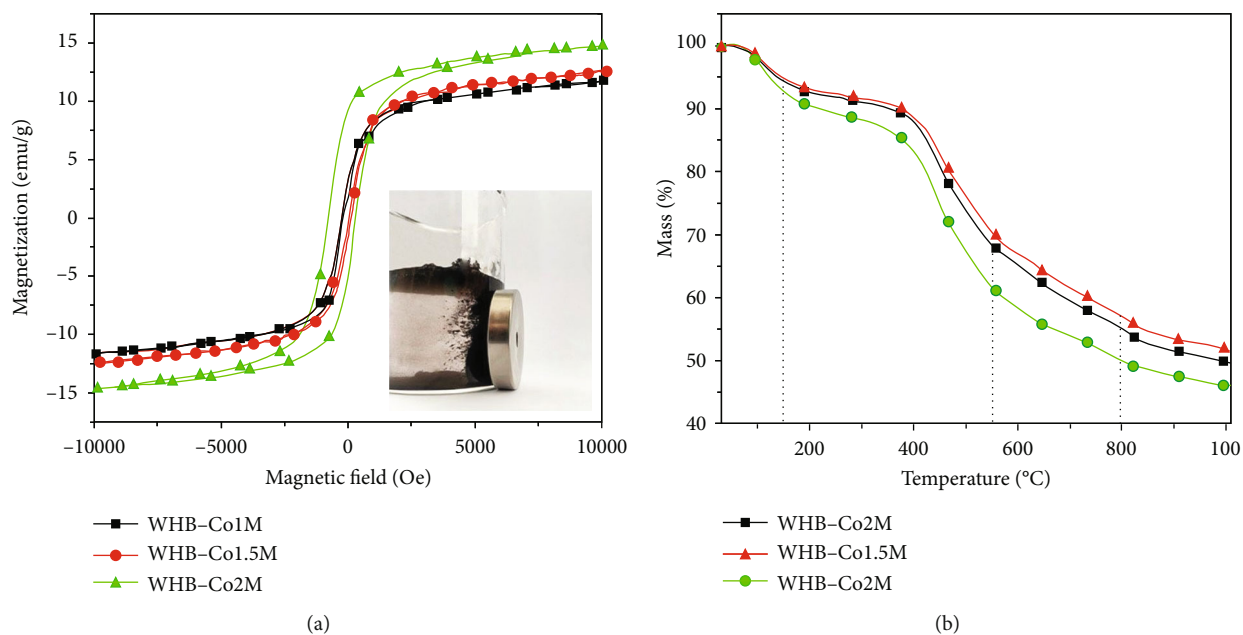 (a)
15
10
5
0
−5
−10
−15
Magnetization (emu/g)
−10000 −5000 0 5000 10000
Magnetic field (Oe)
WHB–Co1M
WHB–Co1.5M
WHB–Co2M
(a)
(b)
100
90
80
70
60
50
40
Mass (%)
200 400 600 800 100
Temperature (°C)
WHB–Co2M
WHB–Co1.5M
WHB–Co2M
(b)